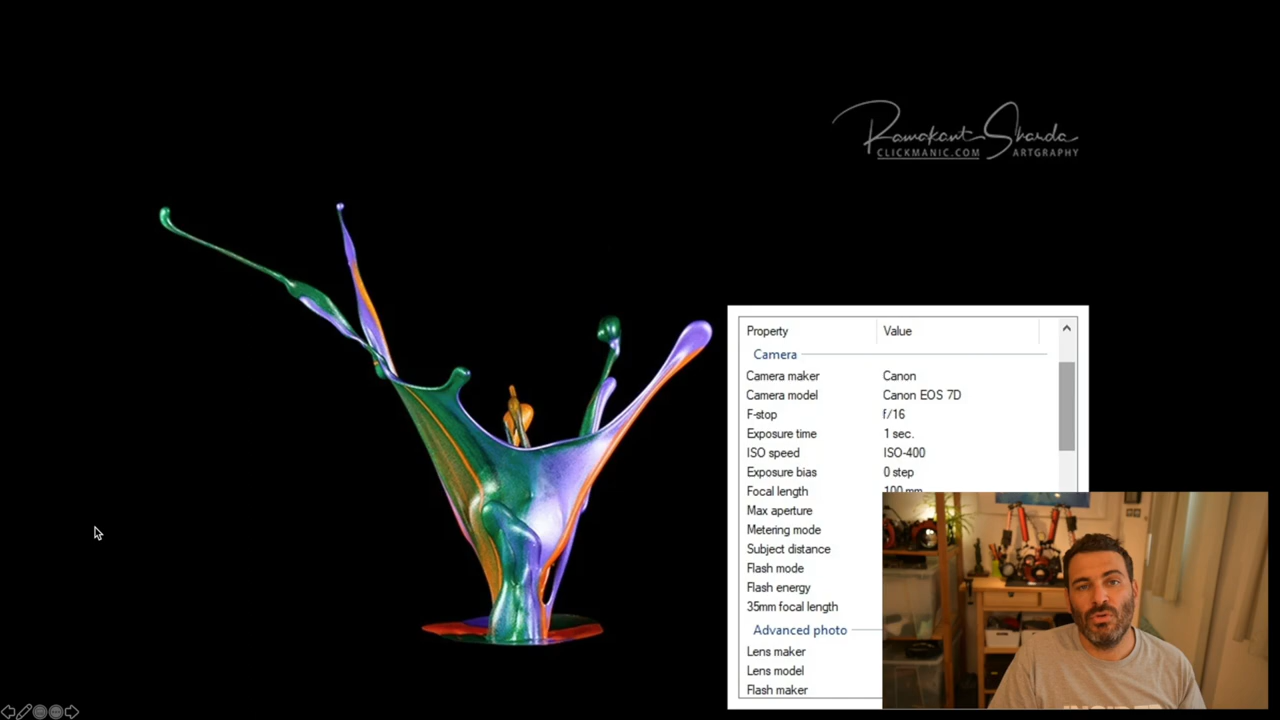 Ramakant Sharda
CLICKMANIC.COM ARTGRAPHY
Property Value
Camera
Camera maker Canon
Camera model Canon EOS 7D
F-stop f/16
Exposure time 1 sec.
ISO speed ISO-400
Exposure bias 0 step
Focal length 100 mm
Max aperture
Metering mode
Subject distance
Flash mode
Flash energy
35mm focal length
Advanced photo
Lens maker
Lens model
Flash maker